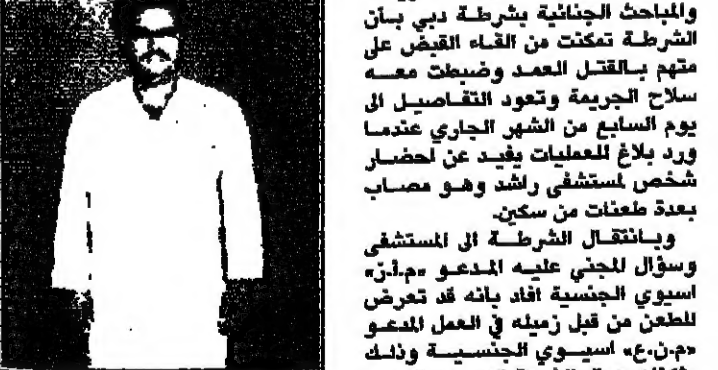 والمباحث الجنائية بشرطة دبي بأن
الشرطة تمكنت من القاء القبض على
متهم بالقتل العمد وضبطت معه
سلاح الجريمة وتعود التفاصيل الى
يوم السابع من الشهر الجاري عندما
ورد بلاغ للعمليات يفيد عن احضار
شخص لمستشفى راشد وهو مصاب
بعدة طعنات من سكين.
وبانتقال الشرطة الى المستشفى
وسؤال المجني عليه المدعو «م.أ.ز»
اسيوي الجنسية افاد بانه قد تعرض
للطعن من قبل زميله في العمل المدعو
«م.ن.ع» اسيوي الجنسية وذلك